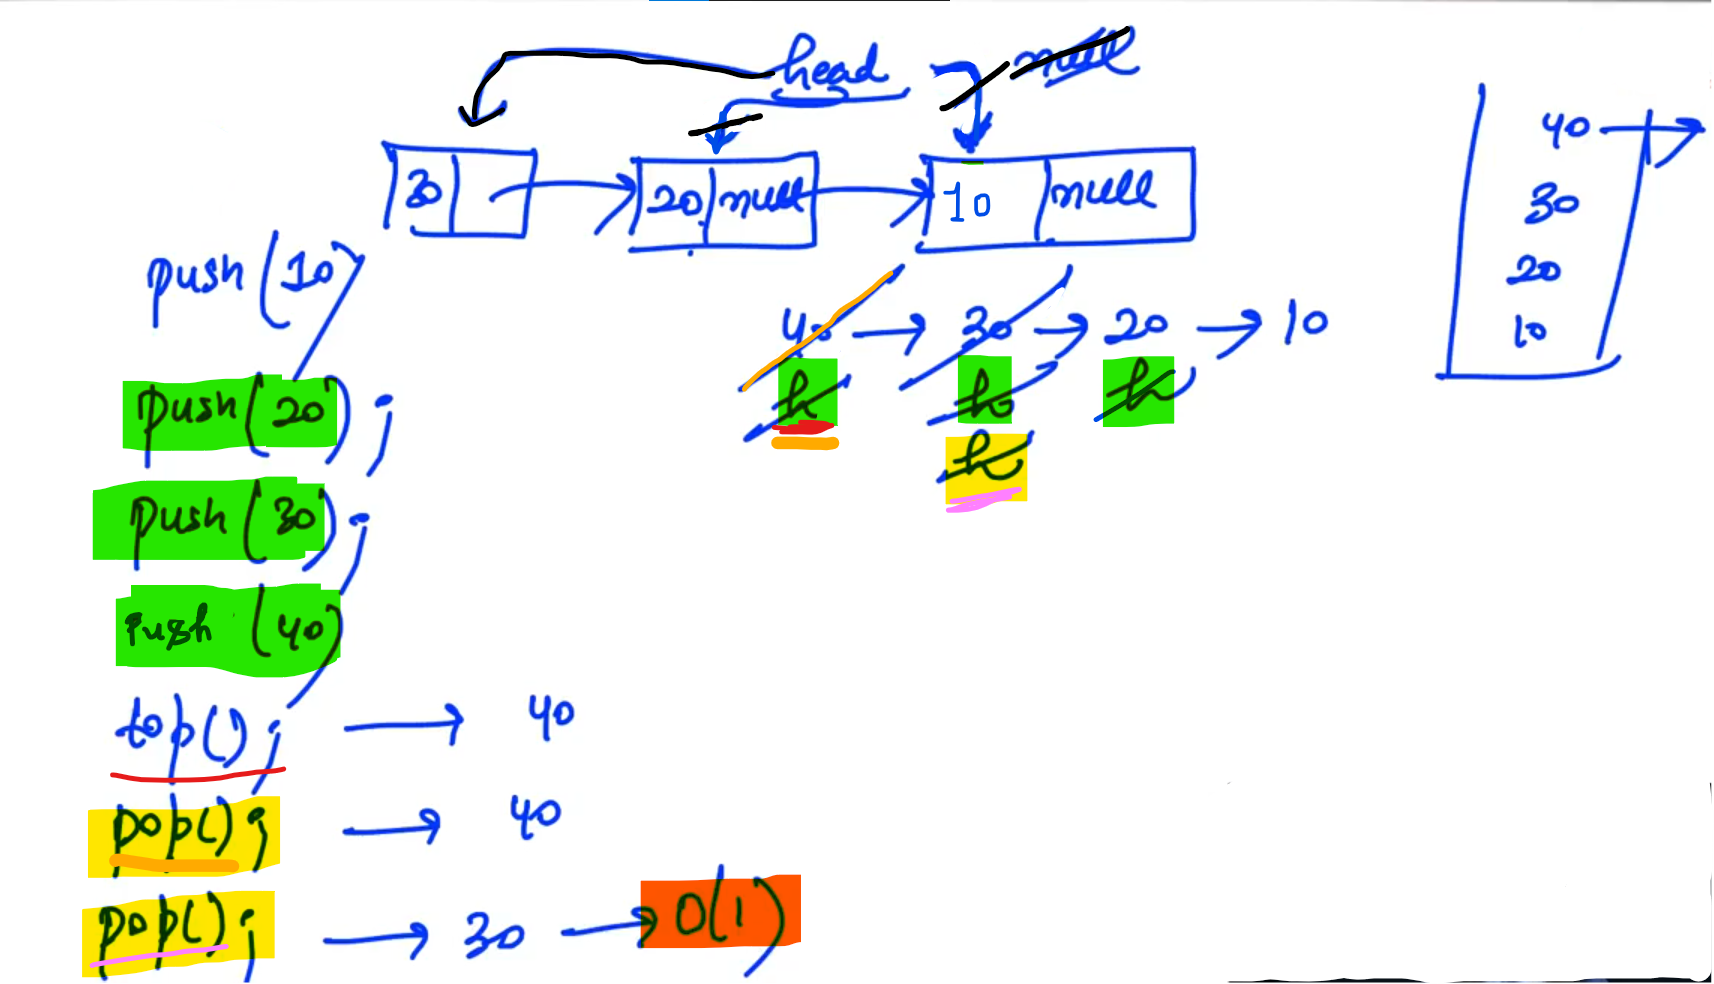 head null
30 20 null 10 null
40
30
20
10
push(10)
40 → 30 → 20 → 10
h h h
h
push(20);
push(30);
push(40);
top(); → 40
pop(); → 40
pop(); → 30 → O(1)